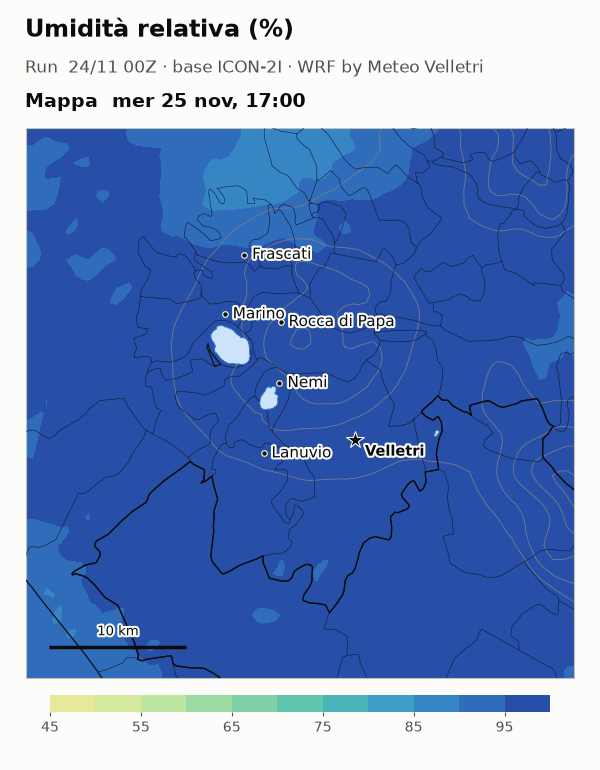 Umidità relativa (%)
Run  24/11 00Z · base ICON-2I · WRF by Meteo Velletri
Mappa  mer 25 nov, 17:00
Frascati
Marino
Rocca di Papa
Nemi
Velletri
Lanuvio
10 km
45 55 65 75 85 95